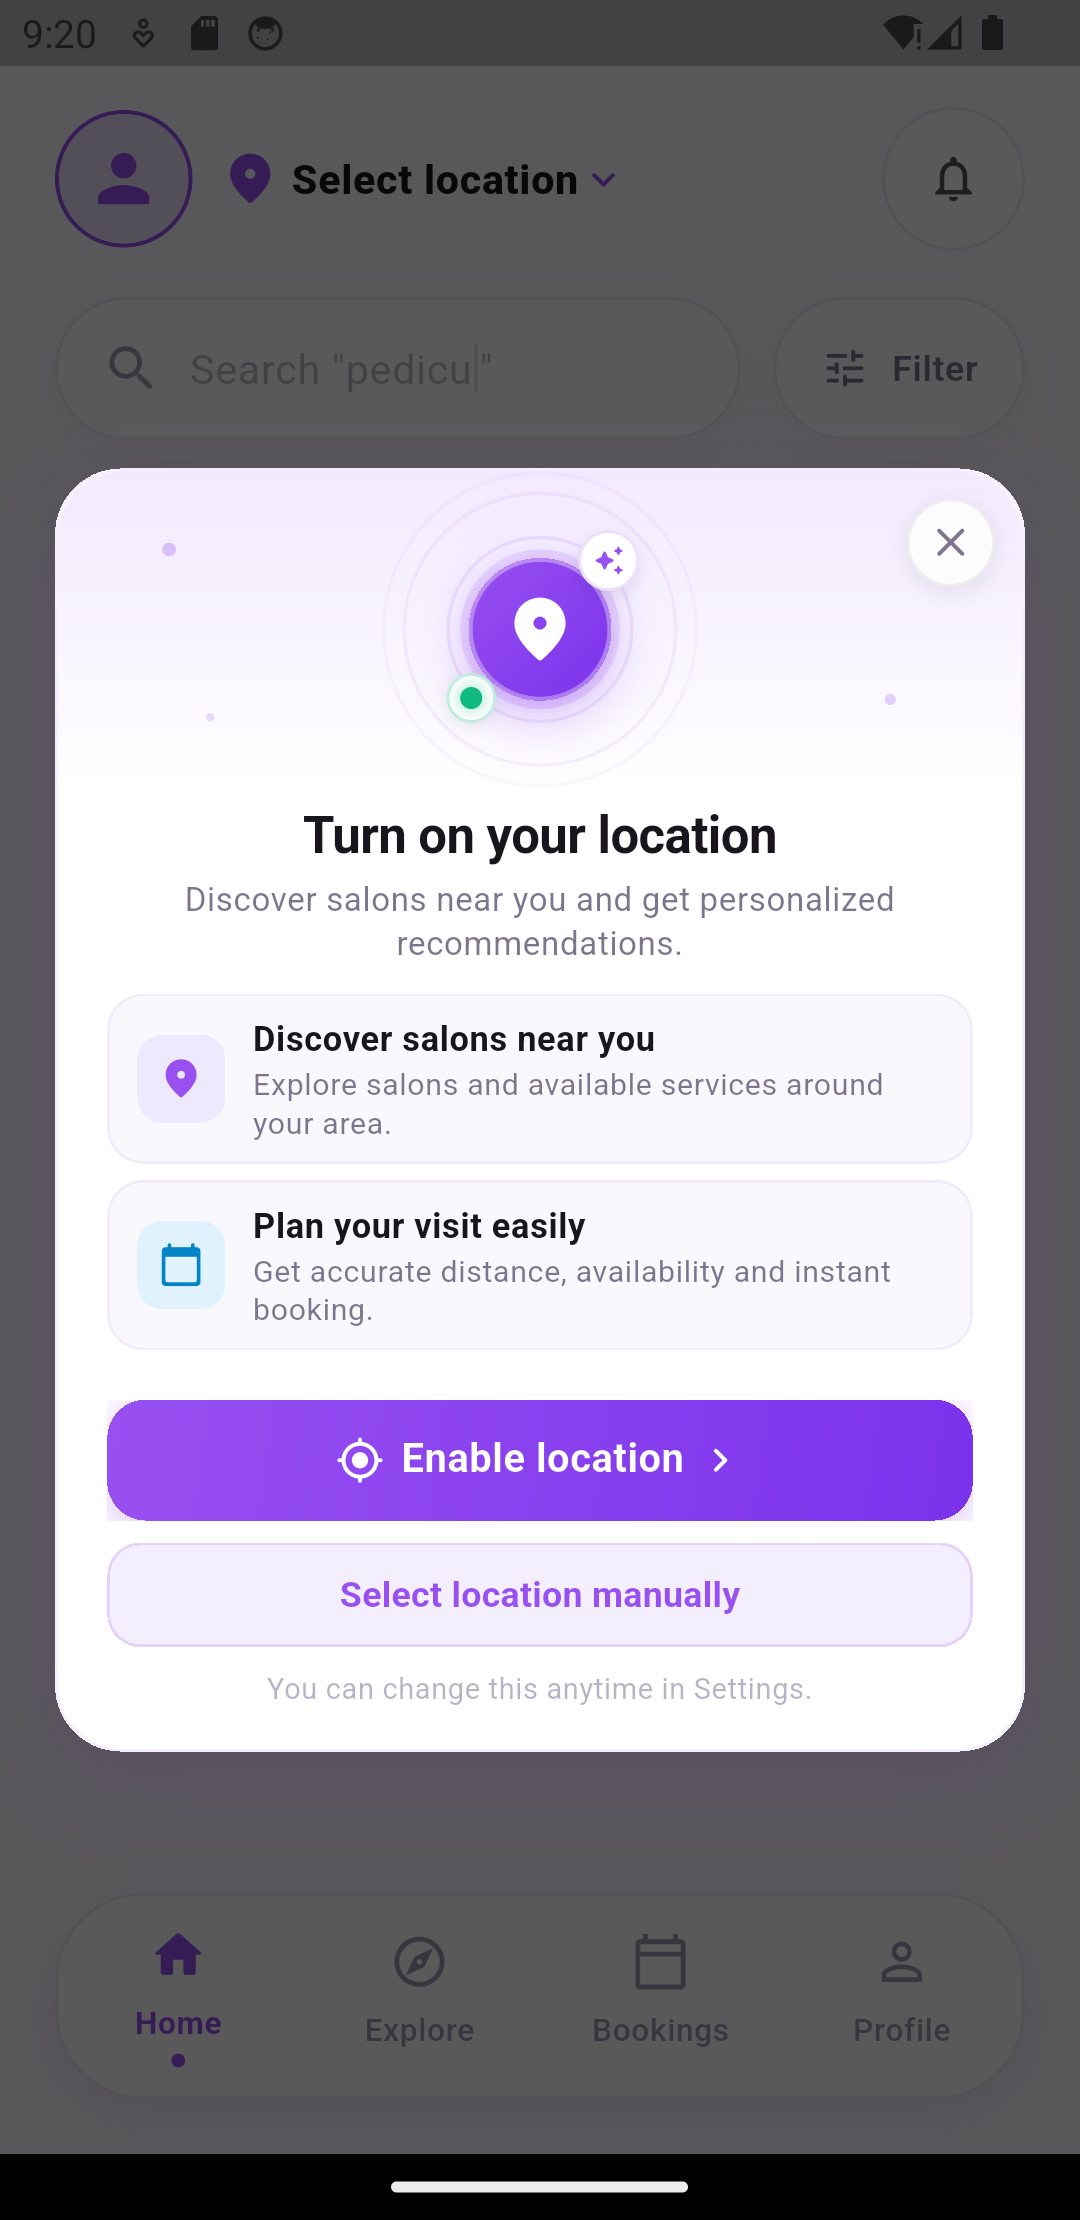 9:20
Select location
Search "pedicu|"
Filter
Turn on your location
Discover salons near you and get personalized
recommendations.
Discover salons near you
Explore salons and available services around
your area.
Plan your visit easily
Get accurate distance, availability and instant
booking.
Enable location
Select location manually
You can change this anytime in Settings.
Home
Explore
Bookings
Profile